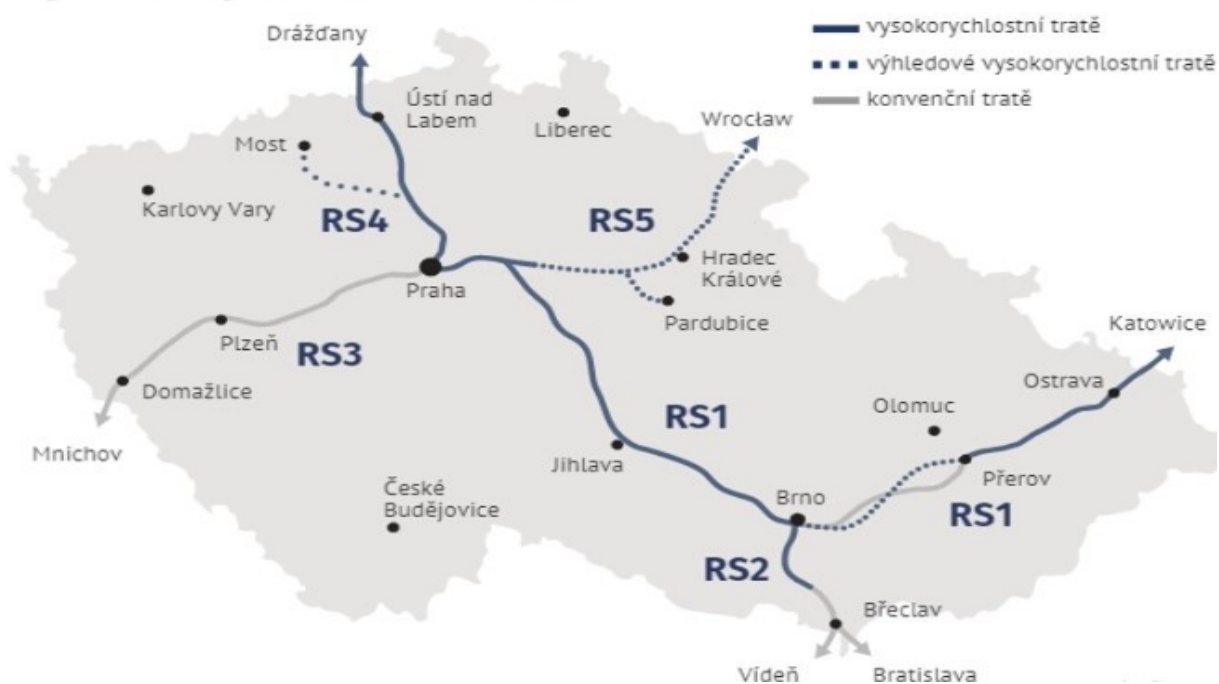 Drážďany
vysokorychlostní tratě
výhledové vysokorychlostní tratě
konvenční tratě
Ústí nad
Labem
Liberec
Wrocław
Most
Karlovy Vary
RS4
RS5
Hradec
Králové
Praha
Pardubice
Plzeň
RS3
Katowice
Domažlice
Ostrava
Mnichov
RS1
Olomuc
Jihlava
Přerov
České
Budějovice
Brno
RS1
RS2
Břeclav
Vídeň
Bratislava